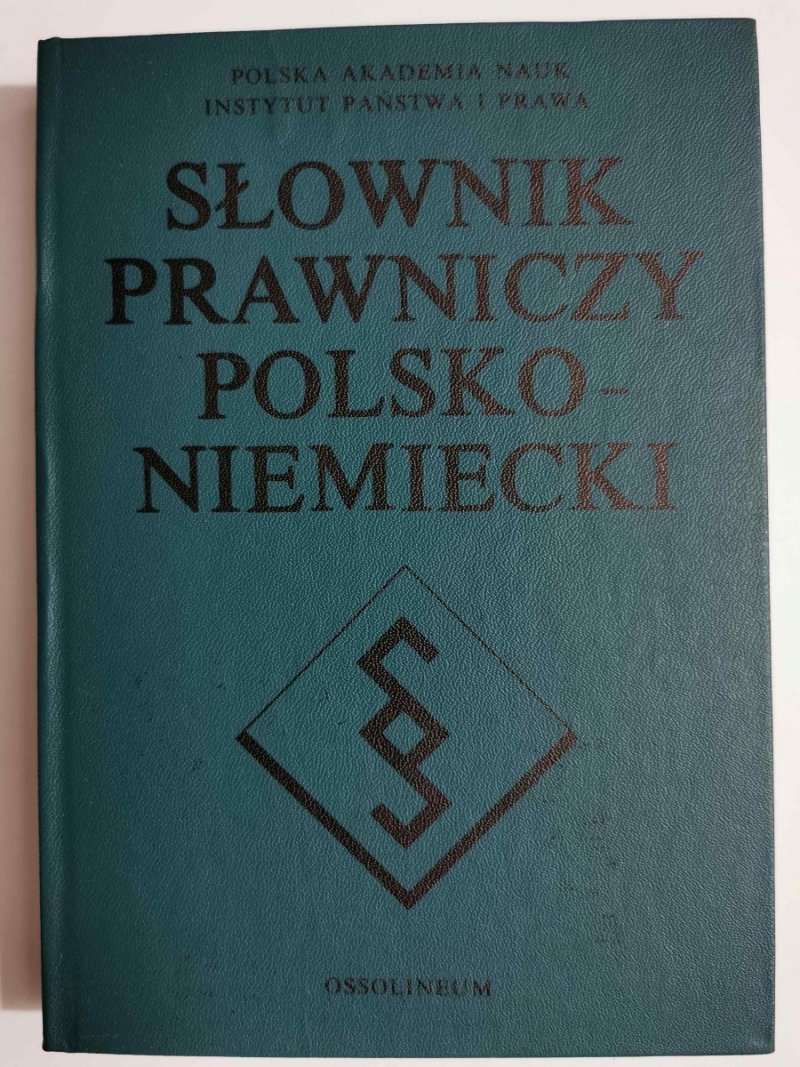 POLSKA AKADEMIA NAUK
INSTYTUT PAŃSTWA I PRAWA
SŁOWNIK
PRAWNICZY
POLSKO-
NIEMIECKI
§
OSSOLINEUM